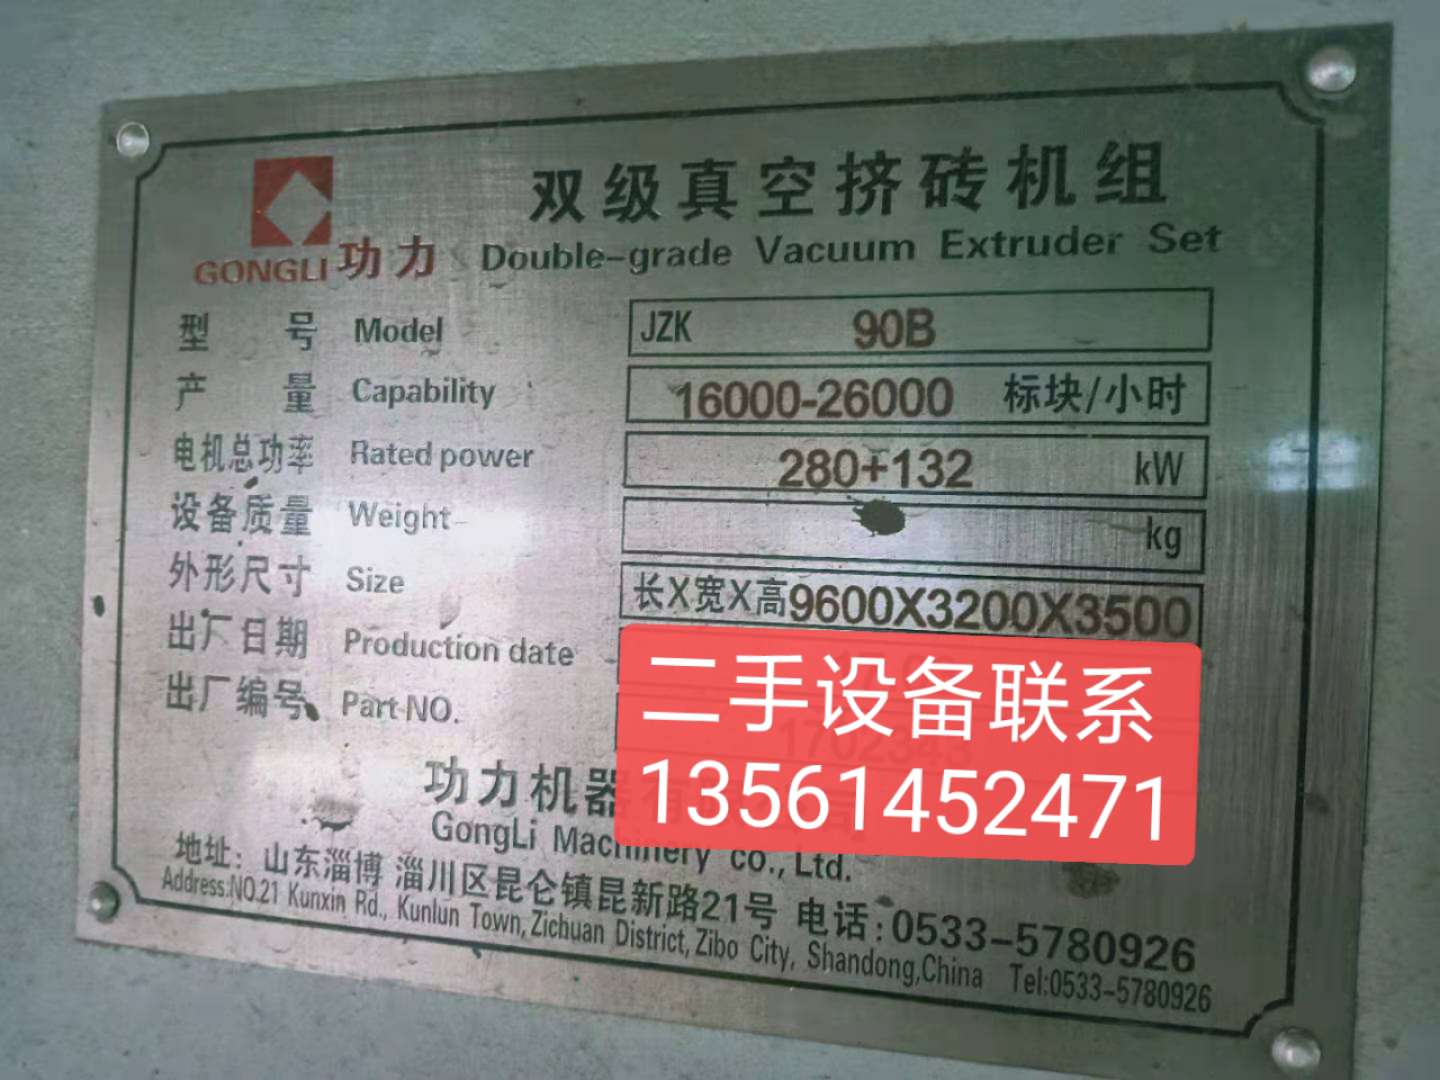 双级真空挤砖机组
GONGLI 功力 Double-grade Vacuum Extruder Set
型号 Model JZK 90B
产量 Capability 16000-26000 标块/小时
电机总功率 Rated power 280+132 kW
设备质量 Weight kg
外形尺寸 Size 长X宽X高9600X3200X3500
出厂日期 Production date
出厂编号 Part NO. 1702343
二手设备联系
13561452471
功力机器有限公司
GongLi Machinery co., Ltd.
地址: 山东淄博 淄川区昆仑镇昆新路21号 电话:0533-5780926
Address:NO.21 Kunxin Rd., Kunlun Town, Zichuan District, Zibo City, Shandong,China Tel:0533-5780926